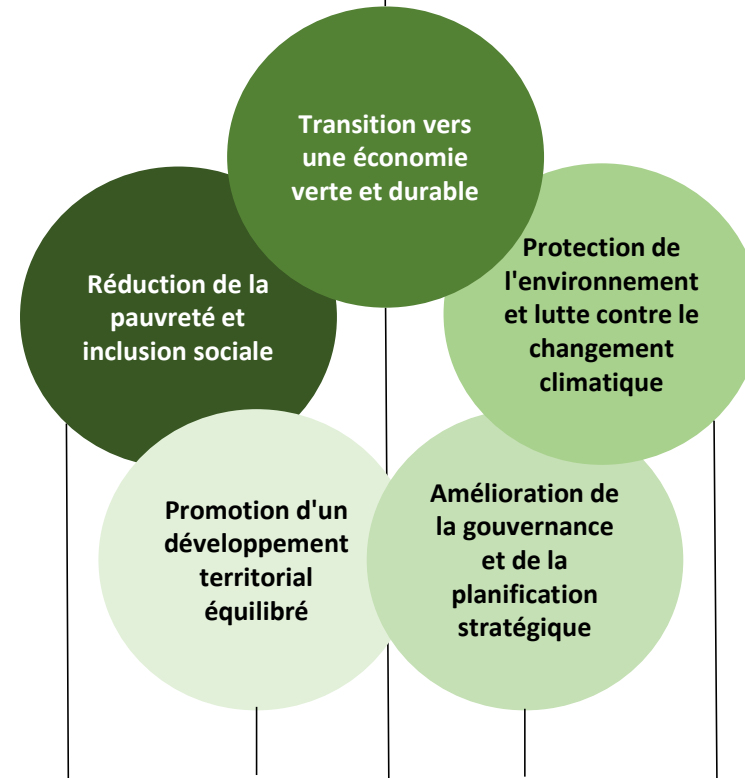 Transition vers
une économie
verte et durable
Réduction de la
pauvreté et
inclusion sociale
Protection de
l'environnement
et lutte contre le
changement
climatique
Promotion d'un
développement
territorial
équilibré
Amélioration de
la gouvernance
et de la
planification
stratégique